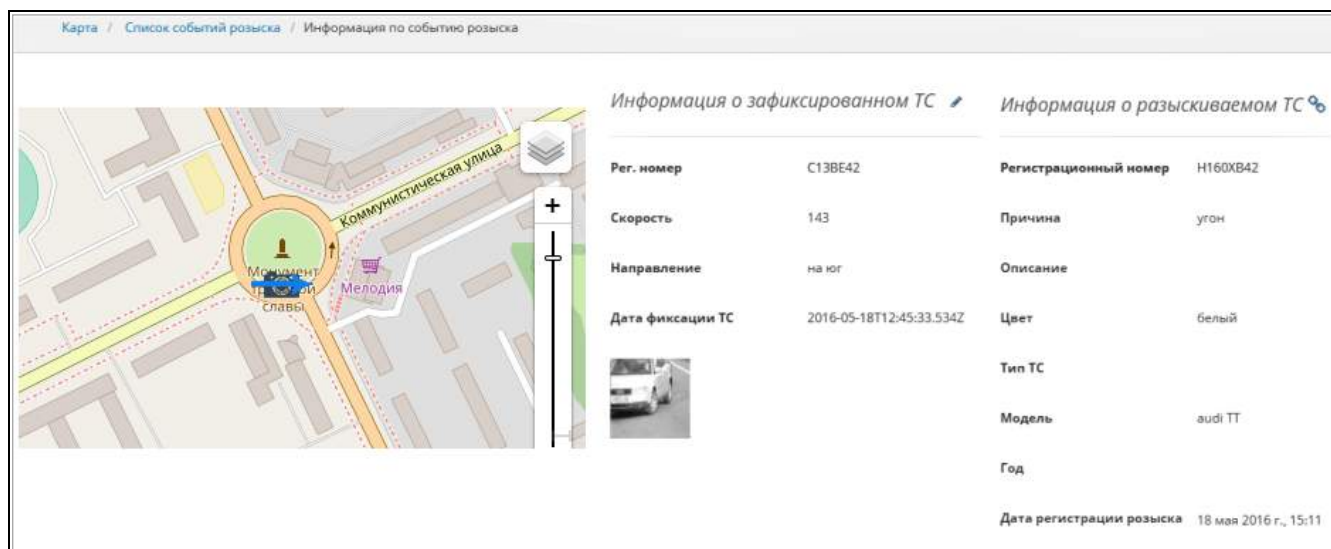 Карта / Список событий розыска / Информация по событию розыска
Коммунистическая улица
Монумент
славы
Мелодия
+
Информация о зафиксированном ТС
Рег. номер С13ВЕ42
Скорость 143
Направление на юг
Дата фиксации ТС 2016-05-18T12:45:33.534Z
Информация о разыскиваемом ТС
Регистрационный номер Н160ХВ42
Причина угон
Описание
Цвет белый
Тип ТС
Модель audi TT
Год
Дата регистрации розыска 18 мая 2016 г., 15:11